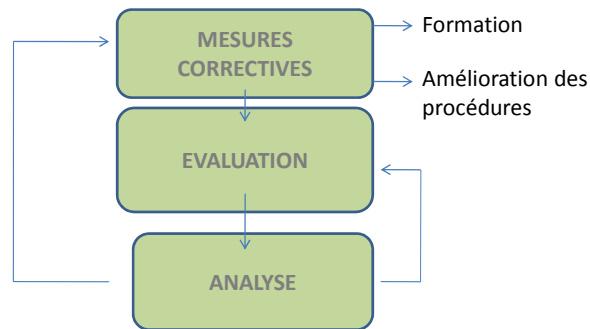 MESURES
CORRECTIVES
Formation
Amélioration des
procédures
EVALUATION
ANALYSE